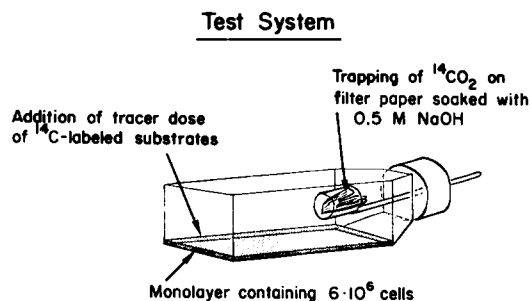 Test System
Trapping of ¹⁴CO₂ on
filter paper soaked with
0.5 M NaOH
Addition of tracer dose
of ¹⁴C-labeled substrates
Monolayer containing 6·10⁶ cells